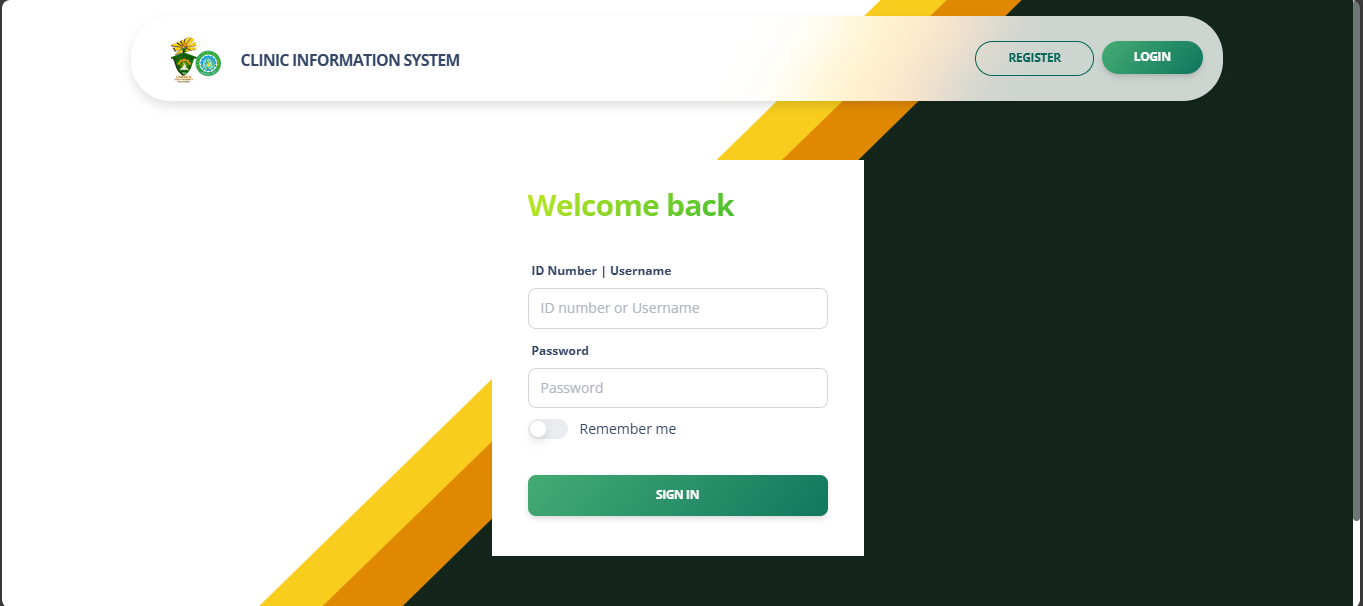 CLINIC INFORMATION SYSTEM
REGISTER
LOGIN
Welcome back
ID Number | Username
ID number or Username
Password
Password
Remember me
SIGN IN